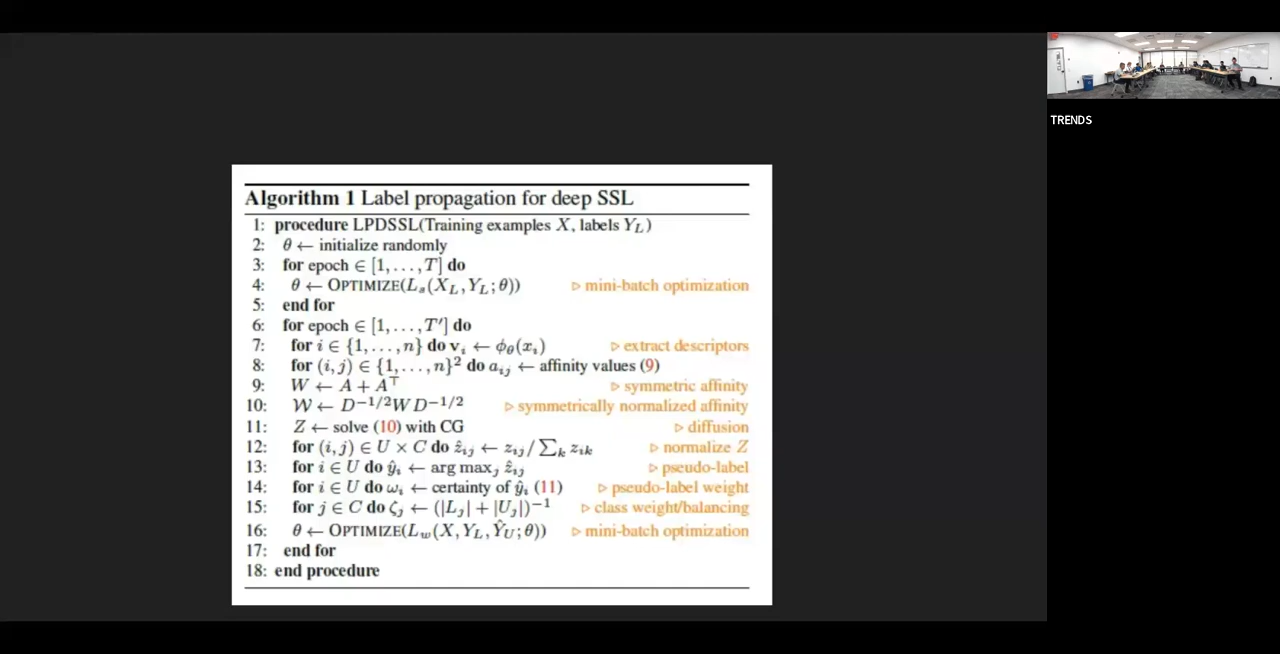 Algorithm 1 Label propagation for deep SSL
1: procedure LPDSSL(Training examples X, labels Y_L)
2: θ ← initialize randomly
3: for epoch ∈ [1, . . . , T] do
4: θ ← OPTIMIZE(L_s(X_L, Y_L; θ)) ▷ mini-batch optimization
5: end for
6: for epoch ∈ [1, . . . , T′] do
7: for i ∈ {1, . . . , n} do v_i ← ϕ_θ(x_i) ▷ extract descriptors
8: for (i, j) ∈ {1, . . . , n}² do a_ij ← affinity values (9)
9: W ← A + A^⊤ ▷ symmetric affinity
10: 𝒲 ← D^{-1/2} W D^{-1/2} ▷ symmetrically normalized affinity
11: Z ← solve (10) with CG ▷ diffusion
12: for (i, j) ∈ U × C do ẑ_ij ← z_ij / ∑_k z_ik ▷ normalize Z
13: for i ∈ U do ŷ_i ← arg max_j ẑ_ij ▷ pseudo-label
14: for i ∈ U do ω_i ← certainty of ŷ_i (11) ▷ pseudo-label weight
15: for j ∈ C do ζ_j ← (|L_j| + |U_j|)^{-1} ▷ class weight/balancing
16: θ ← OPTIMIZE(L_w(X, Y_L, Ŷ_U; θ)) ▷ mini-batch optimization
17: end for
18: end procedure
TRENDS